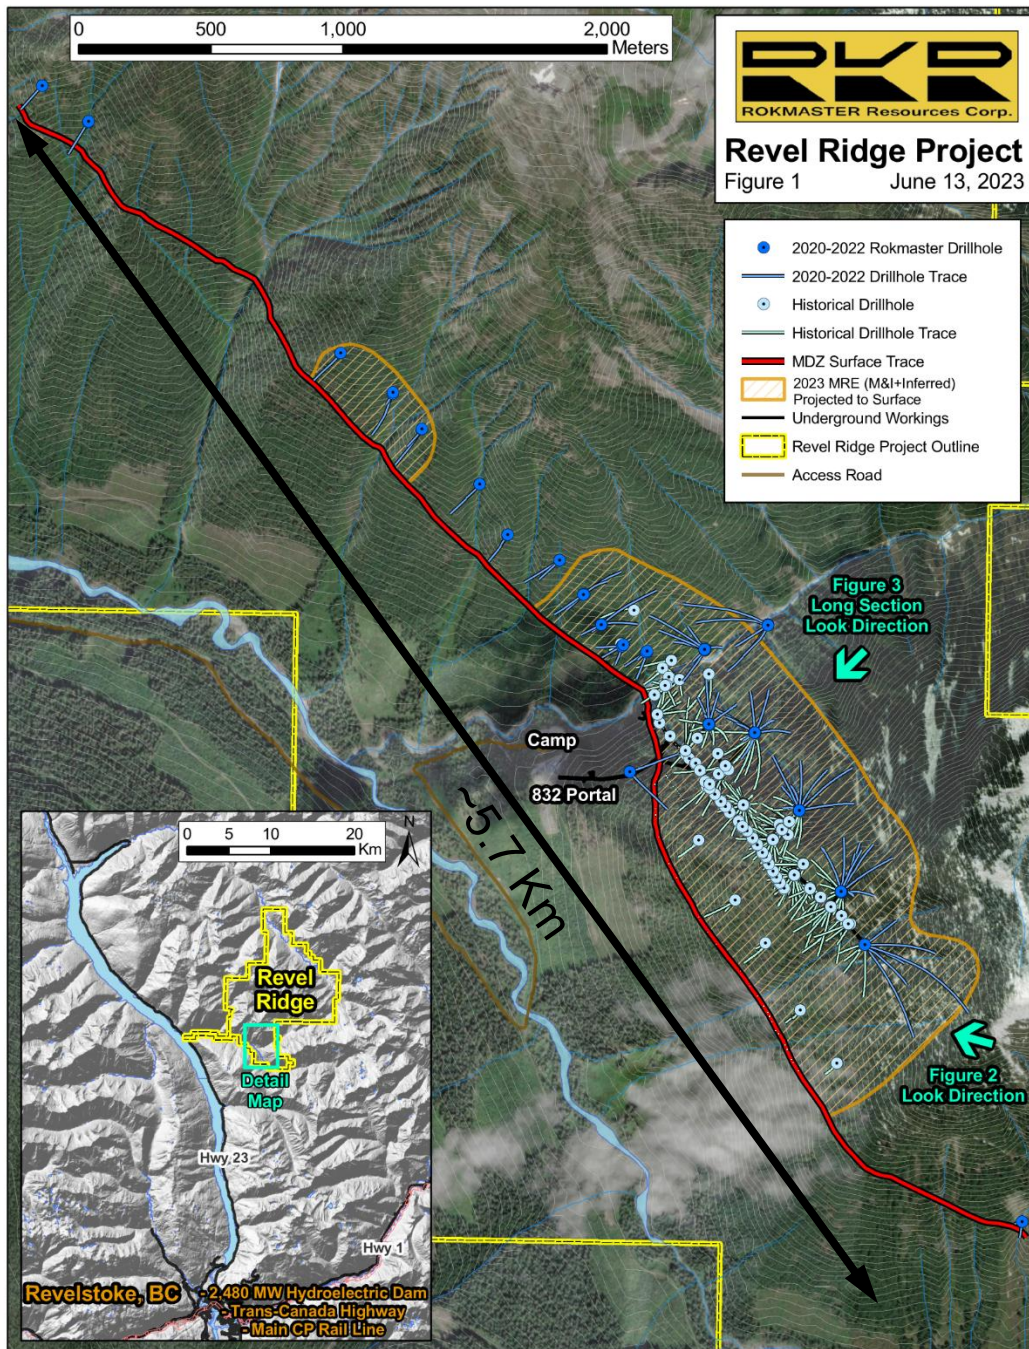 0 500 1,000 2,000
Meters
ROKMASTER Resources Corp.
Revel Ridge Project
Figure 1 June 13, 2023
2020-2022 Rokmaster Drillhole
2020-2022 Drillhole Trace
Historical Drillhole
Historical Drillhole Trace
MDZ Surface Trace
2023 MRE (M&I+Inferred)
Projected to Surface
Underground Workings
Revel Ridge Project Outline
Access Road
Figure 3
Long Section
Look Direction
Camp
832 Portal
~5.7 Km
Figure 2
Look Direction
0 5 10 20
Km
N
Revel
Ridge
Detail
Map
Hwy 23
Hwy 1
Revelstoke, BC
- 2,480 MW Hydroelectric Dam
- Trans-Canada Highway
- Main CP Rail Line